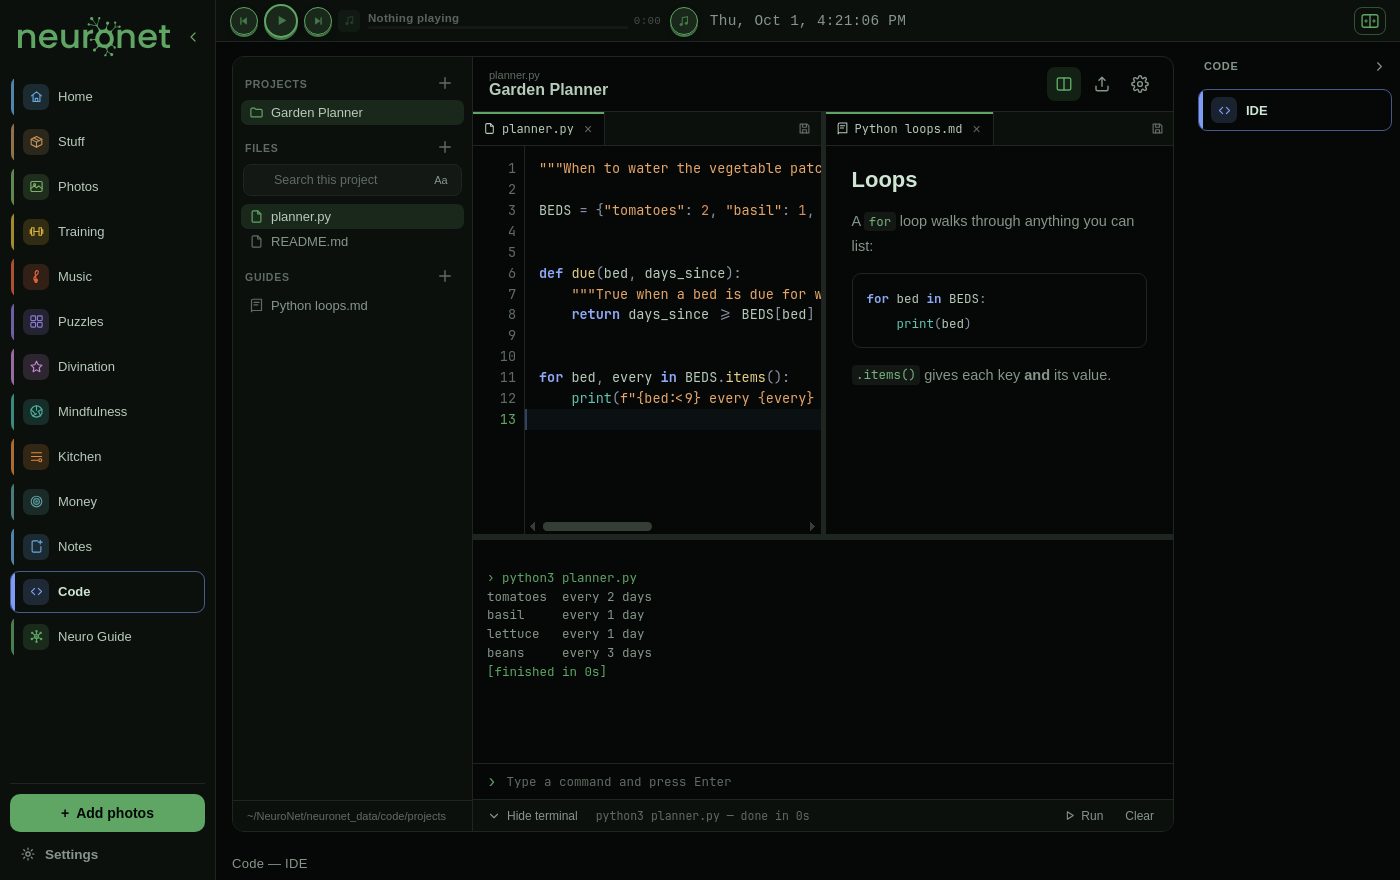 neuronet
Nothing playing
0:00
Thu, Oct 1, 4:21:06 PM
Home
Stuff
Photos
Training
Music
Puzzles
Divination
Mindfulness
Kitchen
Money
Notes
Code
Neuro Guide
+ Add photos
Settings
PROJECTS
Garden Planner
FILES
Search this project Aa
planner.py
README.md
GUIDES
Python loops.md
~/NeuroNet/neuronet_data/code/projects
planner.py
Garden Planner
planner.py ×
1 """When to water the vegetable patc
2
3 BEDS = {"tomatoes": 2, "basil": 1,
4
5
6 def due(bed, days_since):
7 """True when a bed is due for w
8 return days_since >= BEDS[bed]
9
10
11 for bed, every in BEDS.items():
12 print(f"{bed:<9} every {every}
13
Python loops.md ×
Loops
A for loop walks through anything you can
list:
for bed in BEDS:
print(bed)
.items() gives each key and its value.
› python3 planner.py
tomatoes every 2 days
basil every 1 day
lettuce every 1 day
beans every 3 days
[finished in 0s]
› Type a command and press Enter
Hide terminal python3 planner.py — done in 0s Run Clear
Code — IDE
CODE
IDE